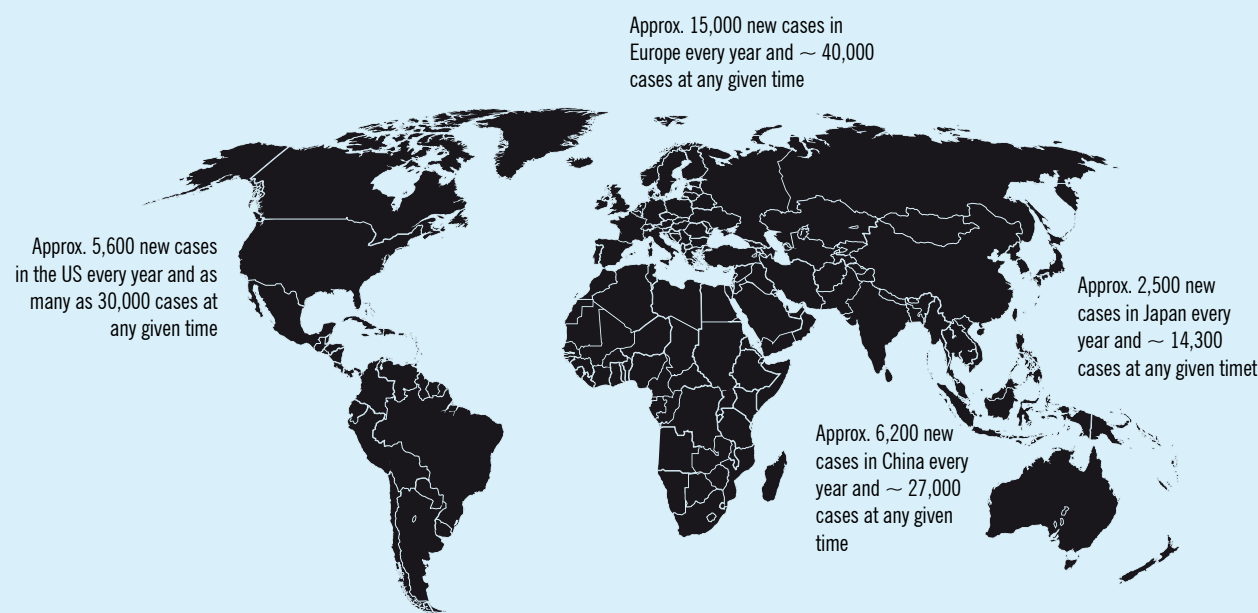 Approx. 15,000 new cases in
Europe every year and ~ 40,000
cases at any given time
Approx. 5,600 new cases
in the US every year and as
many as 30,000 cases at
any given time
Approx. 2,500 new
cases in Japan every
year and ~ 14,300
cases at any given timet
Approx. 6,200 new
cases in China every
year and ~ 27,000
cases at any given
time